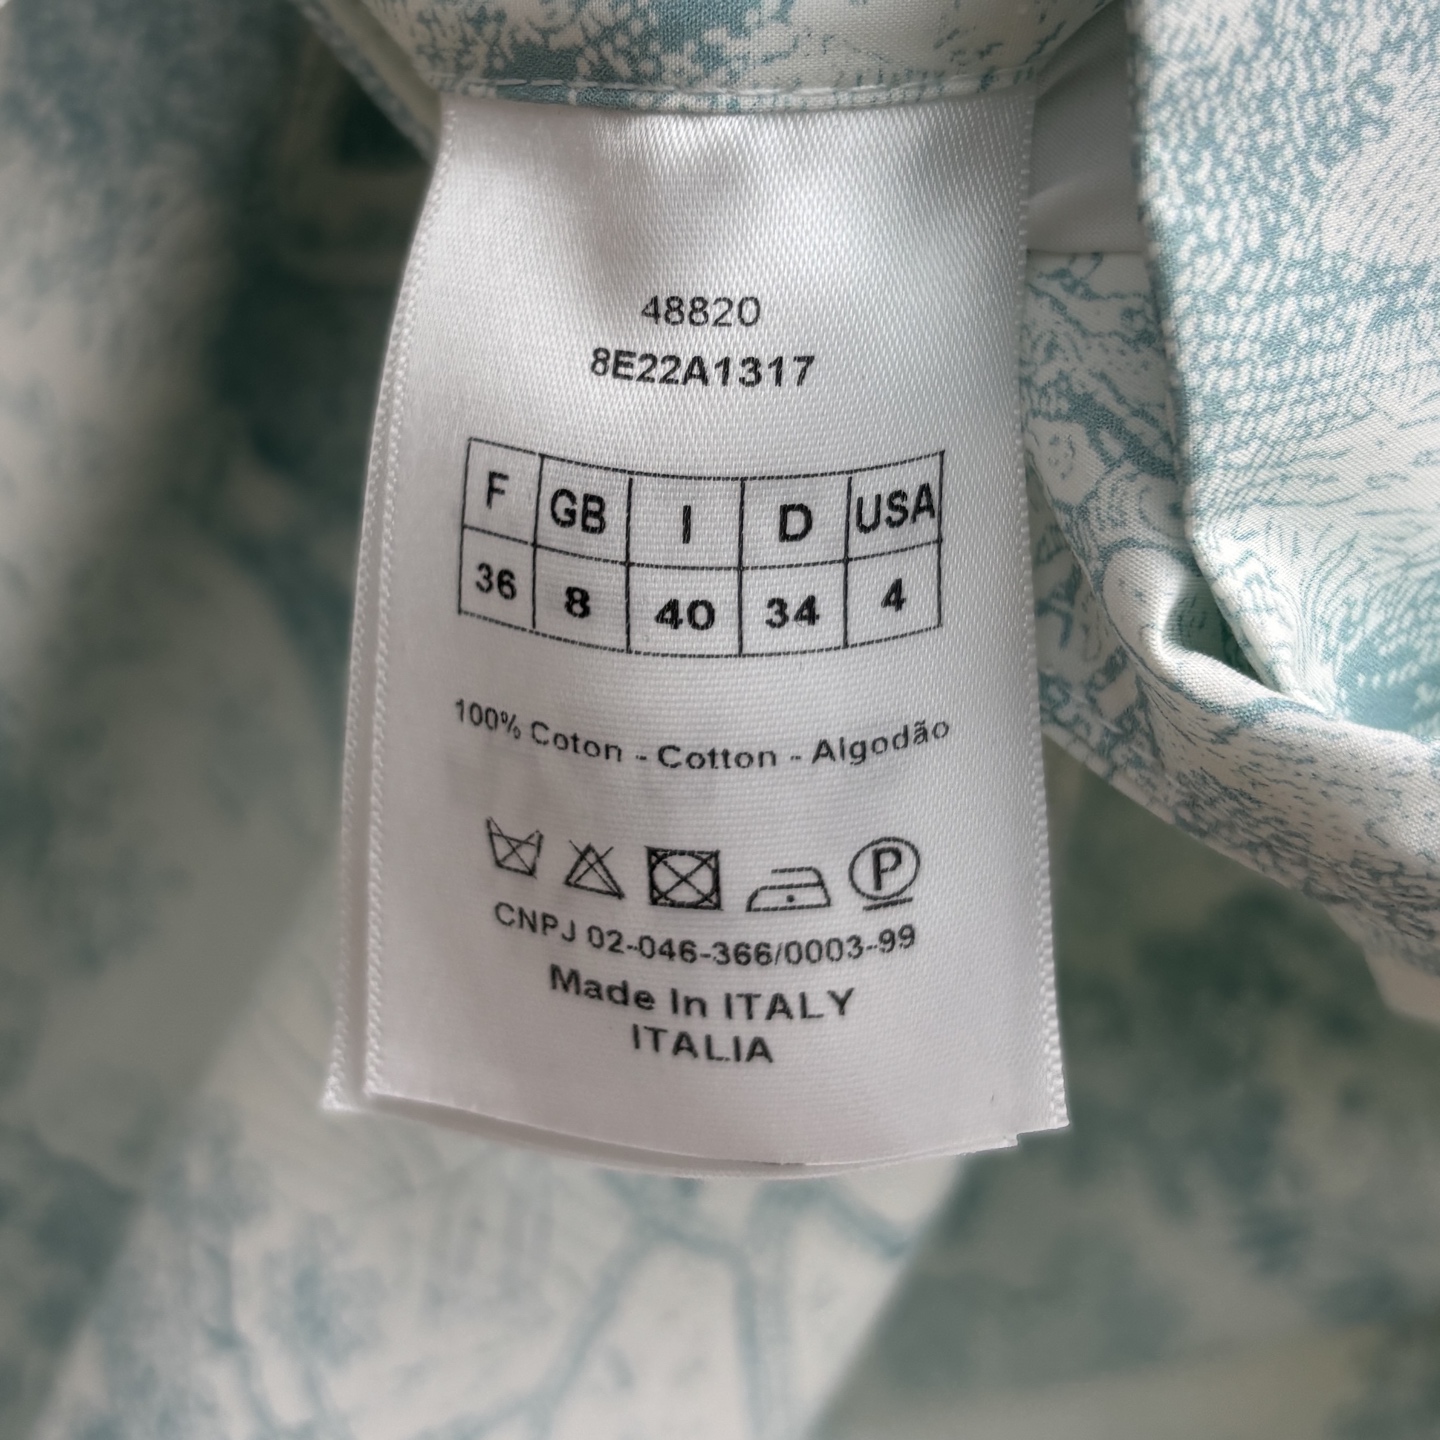 48820
8E22A1317
F GB I D USA
36 8 40 34 4
100% Coton - Cotton - Algodão
P
CNPJ 02-046-366/0003-99
Made In ITALY
ITALIA